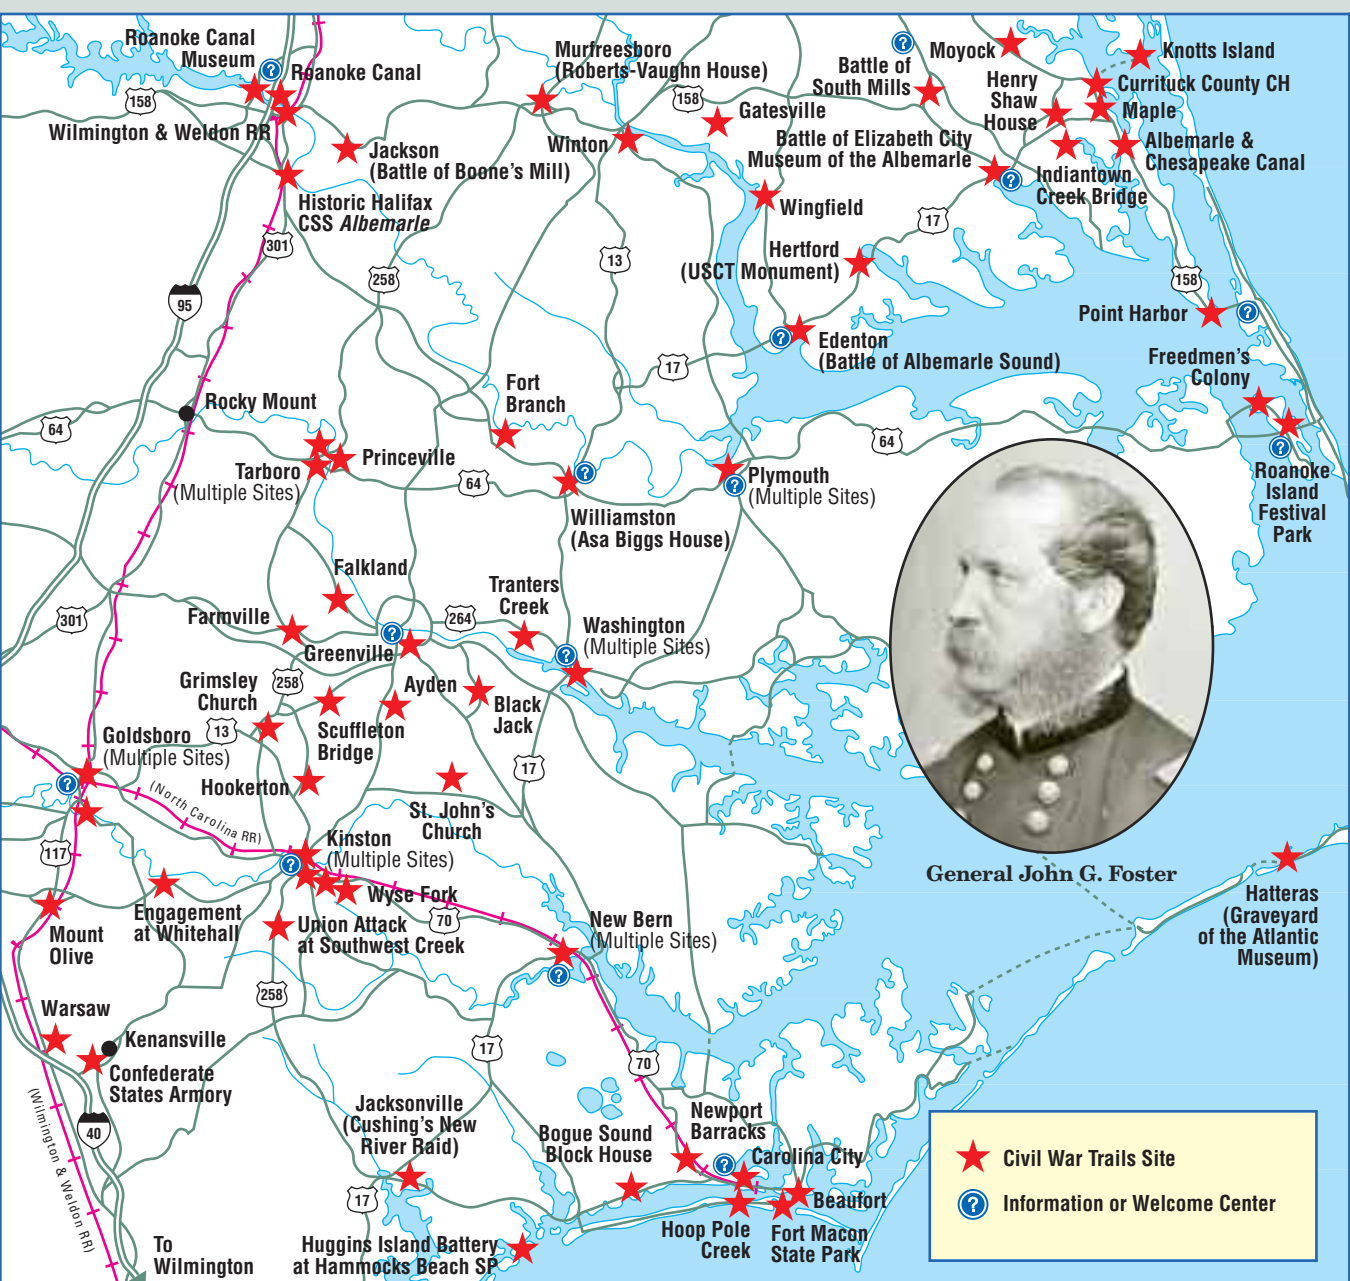 Roanoke Canal
Museum
Roanoke Canal
158
Wilmington & Weldon RR
Jackson
(Battle of Boone's Mill)
Historic Halifax
CSS Albemarle
301
258
95
Murfreesboro
(Roberts-Vaughn House)
158
Gatesville
Winton
13
Battle of
South Mills
Moyock
Knotts Island
Henry
Shaw
House
Currituck County CH
Maple
Battle of Elizabeth City
Museum of the Albemarle
Albemarle &
Chesapeake Canal
Indiantown
Creek Bridge
Wingfield
17
Hertford
(USCT Monument)
158
Point Harbor
Edenton
(Battle of Albemarle Sound)
17
Freedmen's
Colony
Rocky Mount
64
Fort
Branch
Princeville
Tarboro
(Multiple Sites)
64
64
Plymouth
(Multiple Sites)
Williamston
(Asa Biggs House)
Roanoke
Island
Festival
Park
Falkland
301
Farmville
Greenville
264
Tranters
Creek
Washington
(Multiple Sites)
258
Grimsley
Church
13
Ayden
Black
Jack
Scuffleton
Bridge
Goldsboro
(Multiple Sites)
17
Hookerton
(North Carolina RR)
St. John's
Church
117
Kinston
(Multiple Sites)
Wyse Fork
70
General John G. Foster
Hatteras
(Graveyard
of the Atlantic
Museum)
Engagement
at Whitehall
Union Attack
at Southwest Creek
New Bern
(Multiple Sites)
Mount
Olive
258
Warsaw
Kenansville
Confederate
States Armory
17
70
40
(Wilmington & Weldon RR)
Jacksonville
(Cushing's New
River Raid)
Bogue Sound
Block House
Newport
Barracks
Carolina City
17
Beaufort
Hoop Pole
Creek
Fort Macon
State Park
Huggins Island Battery
at Hammocks Beach SP
To
Wilmington
Civil War Trails Site
? Information or Welcome Center